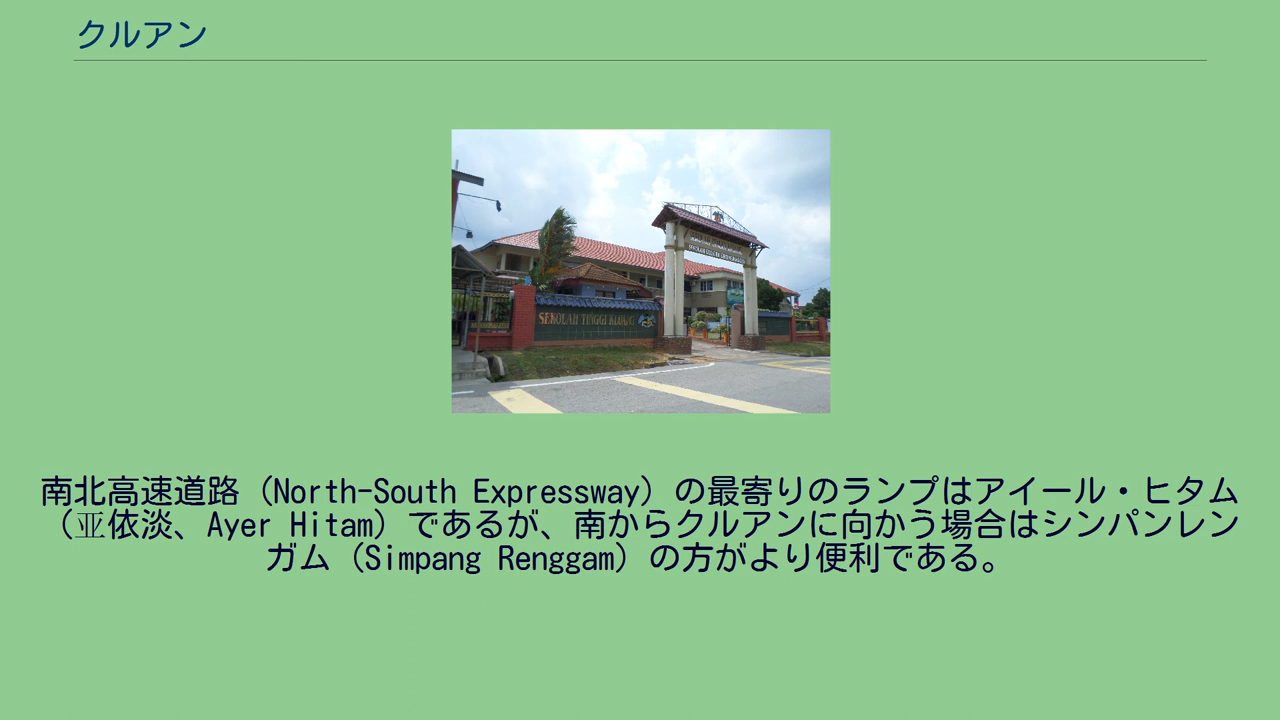 クルアン
SEKOLAH TINGGI KLUANG
南北高速道路（North-South Expressway）の最寄りのランプはアイール・ヒタム
（亚依淡、Ayer Hitam）であるが、南からクルアンに向かう場合はシンパンレン
ガム（Simpang Renggam）の方がより便利である。